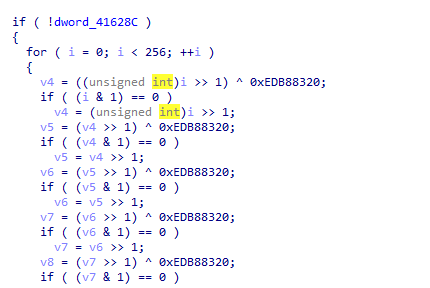 if ( !dword_41628C )
{
for ( i = 0; i < 256; ++i )
{
v4 = ((unsigned int)i >> 1) ^ 0xEDB88320;
if ( (i & 1) == 0 )
v4 = (unsigned int)i >> 1;
v5 = (v4 >> 1) ^ 0xEDB88320;
if ( (v4 & 1) == 0 )
v5 = v4 >> 1;
v6 = (v5 >> 1) ^ 0xEDB88320;
if ( (v5 & 1) == 0 )
v6 = v5 >> 1;
v7 = (v6 >> 1) ^ 0xEDB88320;
if ( (v6 & 1) == 0 )
v7 = v6 >> 1;
v8 = (v7 >> 1) ^ 0xEDB88320;
if ( (v7 & 1) == 0 )